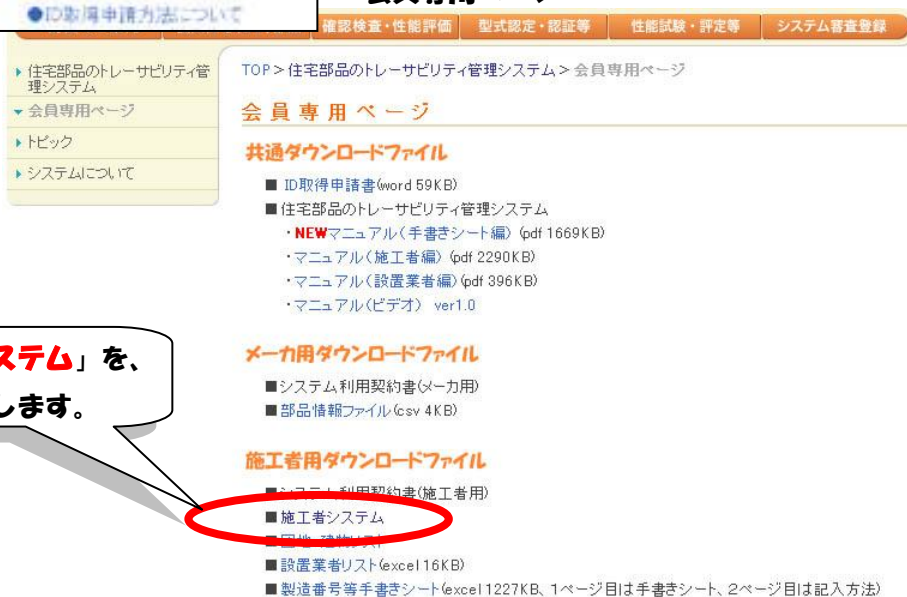 ●ID取得申請方法について
確認検査・性能評価　型式認定・認証等　性能試験・評定等　システム審査登録
住宅部品のトレーサビリティ管
理システム
会員専用ページ
トピック
システムについて
TOP > 住宅部品のトレーサビリティ管理システム > 会員専用ページ
会員専用ページ
共通ダウンロードファイル
■ ID取得申請書(word 59KB)
■住宅部品のトレーサビリティ管理システム
・NEWマニュアル(手書きシート編) (pdf 1669KB)
・マニュアル(施工者編) (pdf 2290KB)
・マニュアル(設置業者編)(pdf 396KB)
・マニュアル(ビデオ) ver1.0
ステム」を、
します。
メーカ用ダウンロードファイル
■システム利用契約書(メーカ用)
■部品情報ファイル(csv 4KB)
施工者用ダウンロードファイル
■システム利用契約書(施工者用)
■施工者システム
■団地・建物リスト
■設置業者リスト(excel 16KB)
■製造番号等手書きシート(excel 1227KB、1ページ目は手書きシート、2ページ目は記入方法)